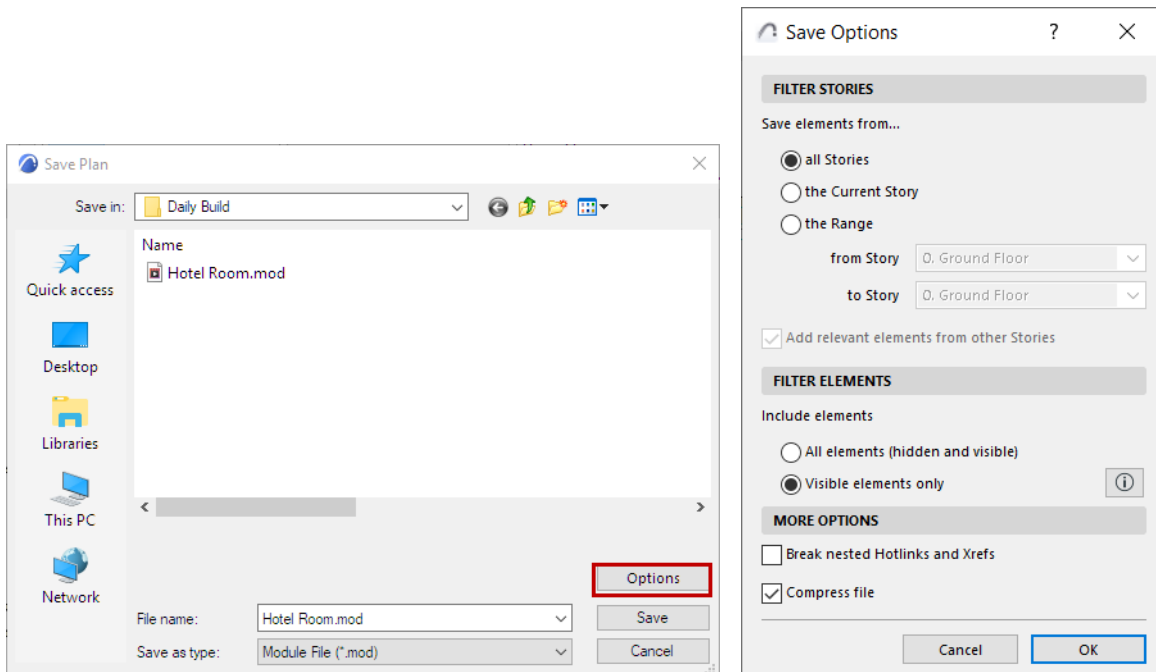 Save Plan
Save in: Daily Build
Name
Hotel Room.mod
Quick access
Desktop
Libraries
This PC
Network
Options
File name: Hotel Room.mod Save
Save as type: Module File (*.mod) Cancel
Save Options ?
FILTER STORIES
Save elements from...
all Stories
the Current Story
the Range
from Story 0. Ground Floor
to Story 0. Ground Floor
Add relevant elements from other Stories
FILTER ELEMENTS
Include elements
All elements (hidden and visible)
Visible elements only
MORE OPTIONS
Break nested Hotlinks and Xrefs
Compress file
Cancel OK